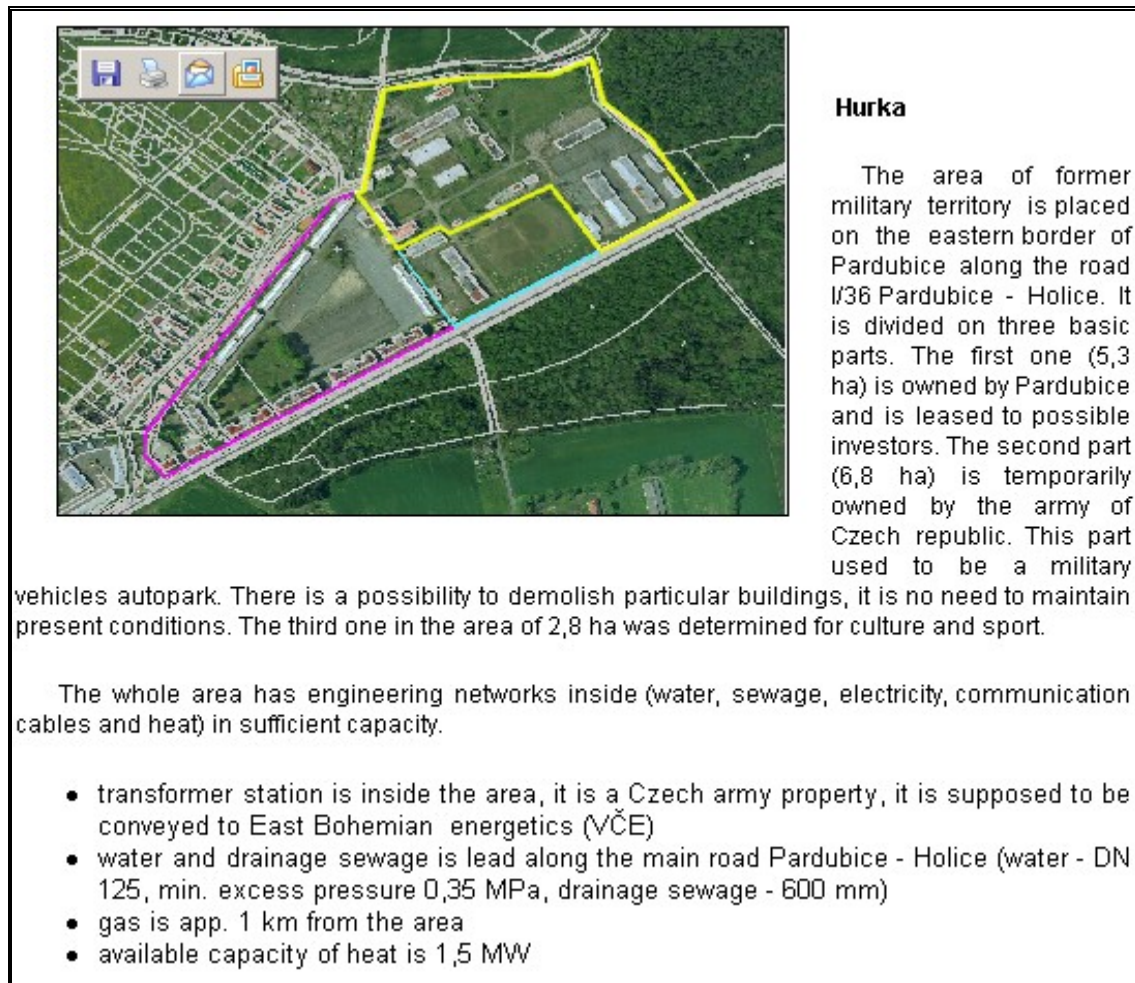 Hurka
The area of former
military territory is placed
on the eastern border of
Pardubice along the road
I/36 Pardubice - Holice. It
is divided on three basic
parts. The first one (5,3
ha) is owned by Pardubice
and is leased to possible
investors. The second part
(6,8 ha) is temporarily
owned by the army of
Czech republic. This part
used to be a military
vehicles autopark. There is a possibility to demolish particular buildings, it is no need to maintain
present conditions. The third one in the area of 2,8 ha was determined for culture and sport.
The whole area has engineering networks inside (water, sewage, electricity, communication
cables and heat) in sufficient capacity.
● transformer station is inside the area, it is a Czech army property, it is supposed to be
conveyed to East Bohemian energetics (VČE)
● water and drainage sewage is lead along the main road Pardubice - Holice (water - DN
125, min. excess pressure 0,35 MPa, drainage sewage - 600 mm)
● gas is app. 1 km from the area
● available capacity of heat is 1,5 MW